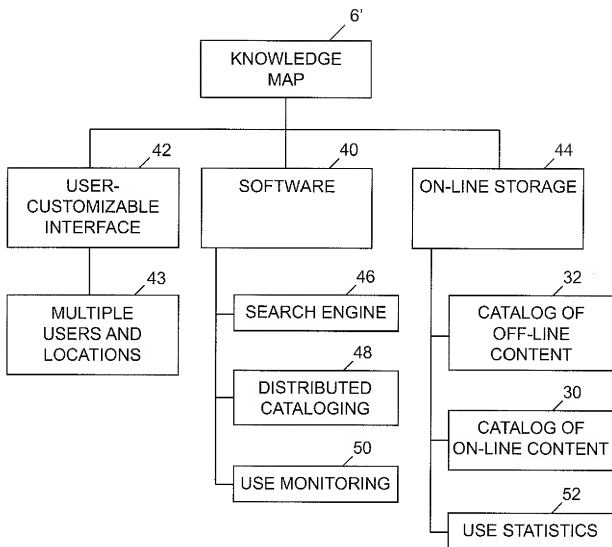 6'
KNOWLEDGE
MAP
42
USER-
CUSTOMIZABLE
INTERFACE
40
SOFTWARE
44
ON-LINE STORAGE
43
MULTIPLE
USERS AND
LOCATIONS
46
SEARCH ENGINE
48
DISTRIBUTED
CATALOGING
50
USE MONITORING
32
CATALOG OF
OFF-LINE
CONTENT
30
CATALOG OF
ON-LINE CONTENT
52
USE STATISTICS